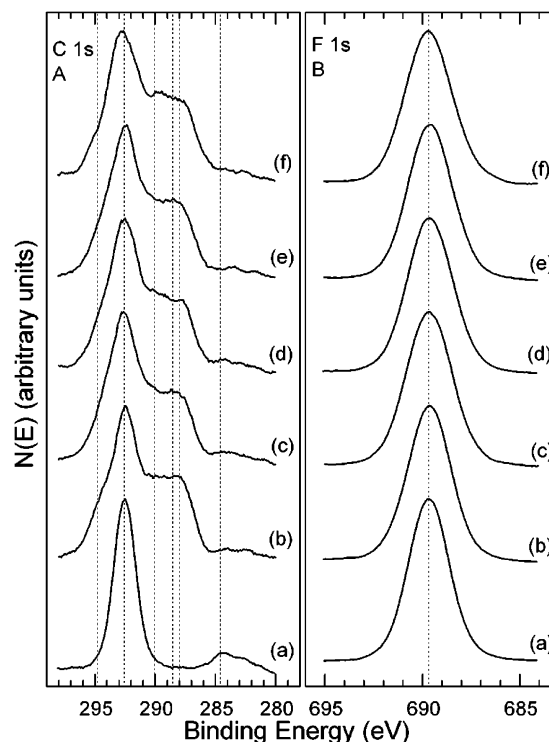 C 1s
A
F 1s
B
N(E) (arbitrary units)
(f)
(e)
(d)
(c)
(b)
(a)
(f)
(e)
(d)
(c)
(b)
(a)
295 290 285 280
695 690 685
Binding Energy (eV)